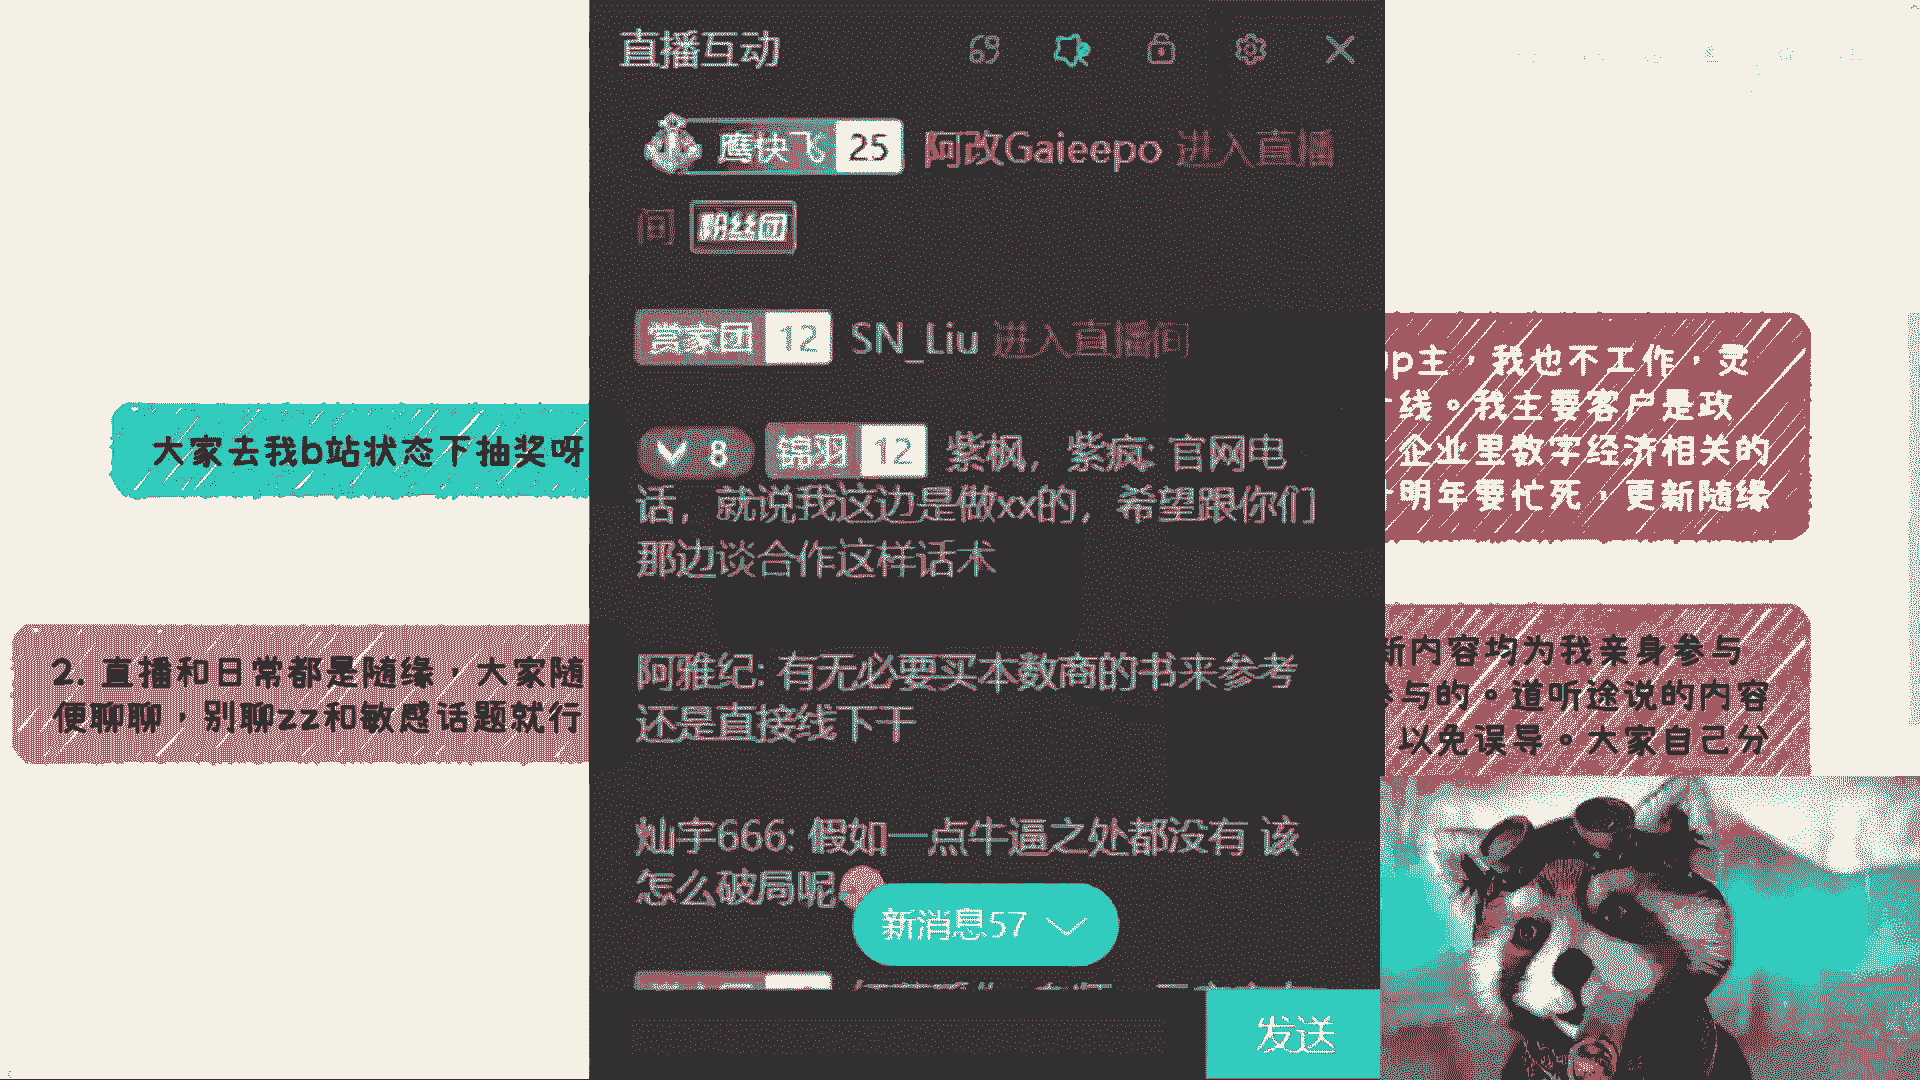 直播互动
鹰快飞 25 阿改Gaieepo 进入直播
间 粉丝团
赏家团 12 SN_Liu 进入直播间
8 锦羽 12 紫枫，紫疯: 官网电
话，就说我这边是做xx的，希望跟你们
那边谈合作这样话术
阿雅纪: 有无必要买本数商的书来参考
还是直接线下干
灿宇666: 假如一点牛逼之处都没有 该
怎么破局呢
新消息57
发送
大家去我b站状态下抽奖呀
2. 直播和日常都是随缘，大家随
便聊聊，别聊zz和敏感话题就行
up主，我也不工作，灵
线。我主要客户是政
企业里数字经济相关的
明年要忙死，更新随缘
新内容均为我亲身参与
参与的。道听途说的内容
以免误导。大家自己分